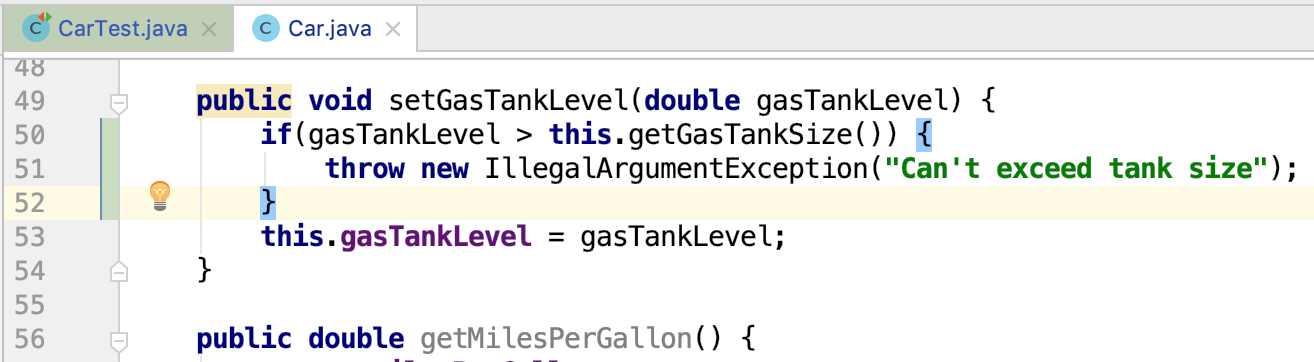 CarTest.java
Car.java
48
49 public void setGasTankLevel(double gasTankLevel) {
50 if(gasTankLevel > this.getGasTankSize()) {
51 throw new IllegalArgumentException("Can't exceed tank size");
52 }
53 this.gasTankLevel = gasTankLevel;
54 }
55
56 public double getMilesPerGallon() {